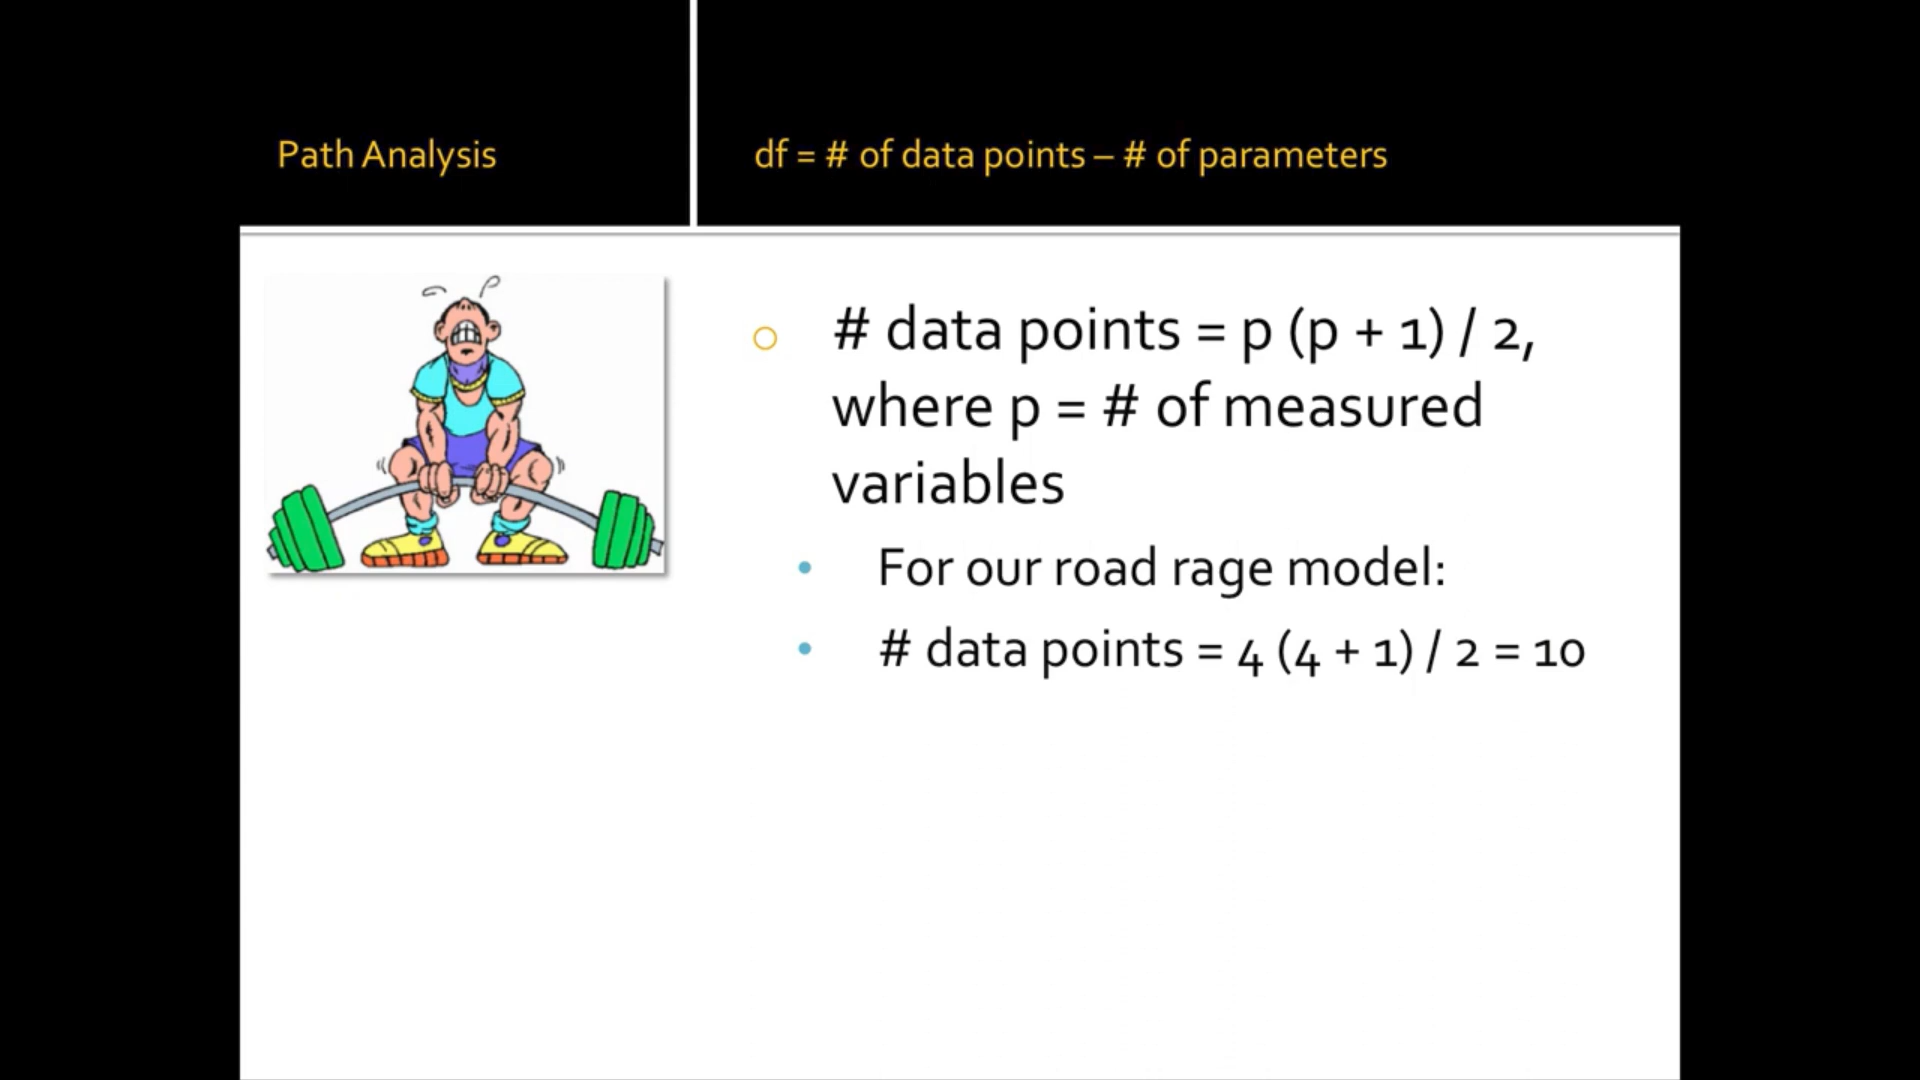 Path Analysis
df = # of data points – # of parameters
# data points = p (p + 1) / 2,
where p = # of measured
variables
For our road rage model:
# data points = 4 (4 + 1) / 2 = 10